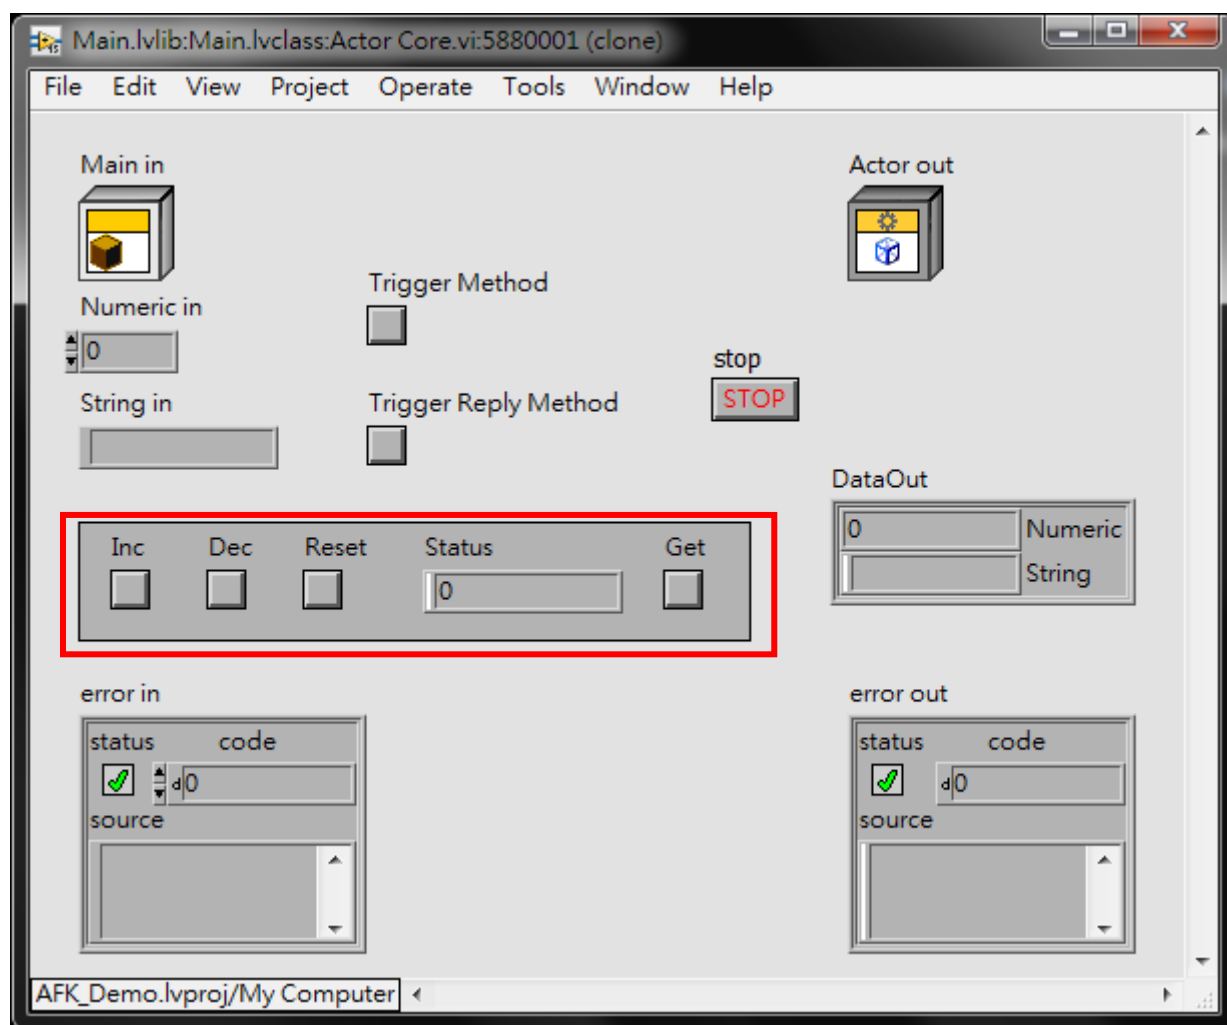 Main.lvlib:Main.lvclass:Actor Core.vi:5880001 (clone)
File Edit View Project Operate Tools Window Help
Main in
Actor out
Trigger Method
Numeric in
0
stop
STOP
String in
Trigger Reply Method
DataOut
0 Numeric
String
Inc Dec Reset Status Get
0
error in
status code
d 0
source
error out
status code
d 0
source
AFK_Demo.lvproj/My Computer